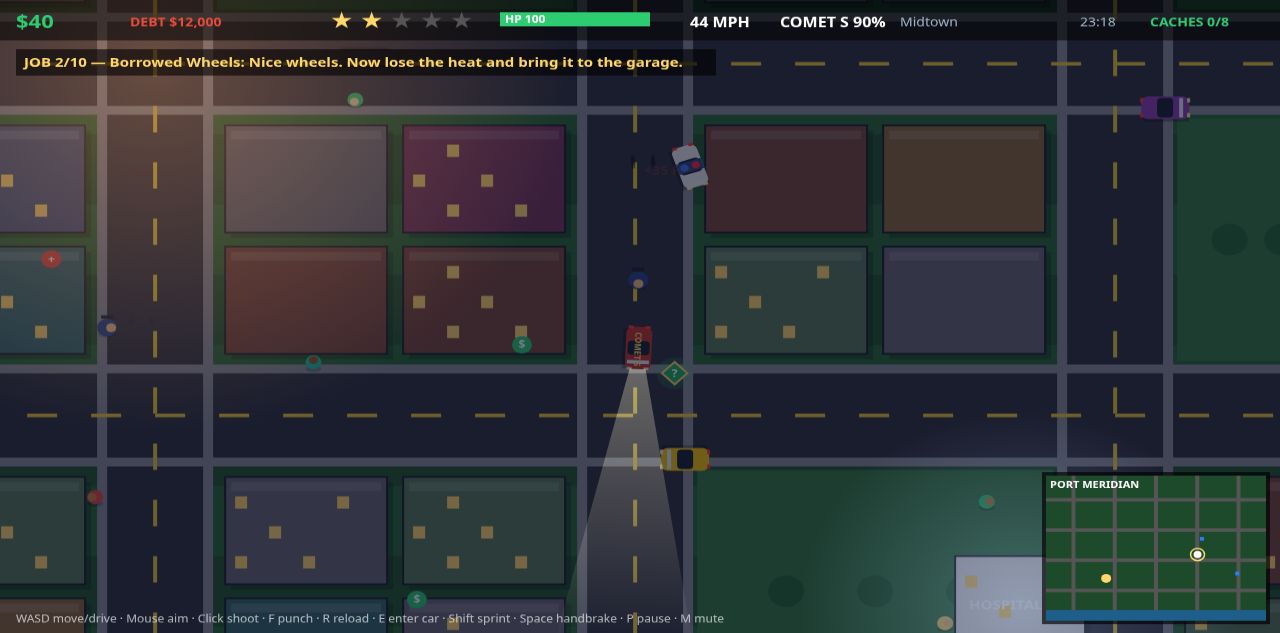 $40 DEBT $12,000 HP 100 44 MPH COMET S 90% Midtown 23:18 CACHES 0/8
JOB 2/10 — Borrowed Wheels: Nice wheels. Now lose the heat and bring it to the garage.
+
$
COMET S
?
$
HOSPITAL
PORT MERIDIAN
WASD move/drive · Mouse aim · Click shoot · F punch · R reload · E enter car · Shift sprint · Space handbrake · P pause · M mute